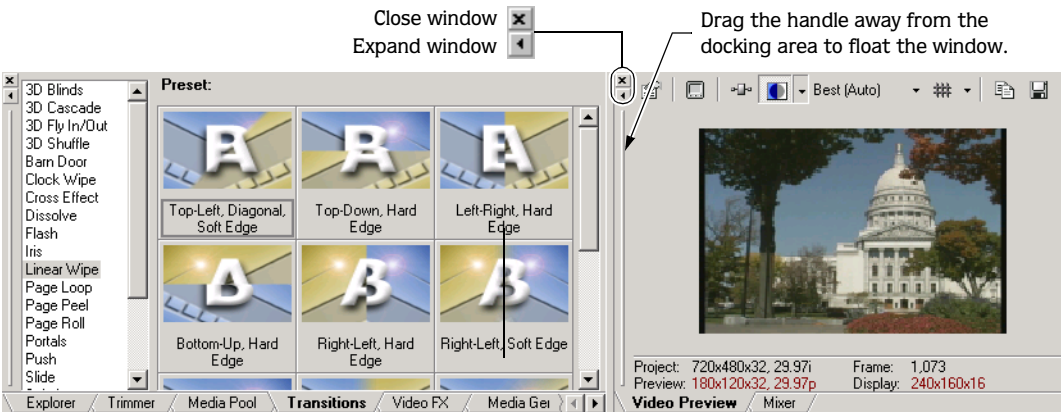 Close window
Expand window
Drag the handle away from the
docking area to float the window.
3D Blinds
3D Cascade
3D Fly In/Out
3D Shuffle
Barn Door
Clock Wipe
Cross Effect
Dissolve
Flash
Iris
Linear Wipe
Page Loop
Page Peel
Page Roll
Portals
Push
Slide
Preset:
Top-Left, Diagonal,
Soft Edge
Top-Down, Hard
Edge
Left-Right, Hard
Edge
Bottom-Up, Hard
Edge
Right-Left, Hard
Edge
Right-Left, Soft Edge
Explorer
Trimmer
Media Pool
Transitions
Video FX
Media Ger
Best (Auto)
Project: 720x480x32, 29.97i Frame: 1,073
Preview: 180x120x32, 29.97p Display: 240x160x16
Video Preview
Mixer